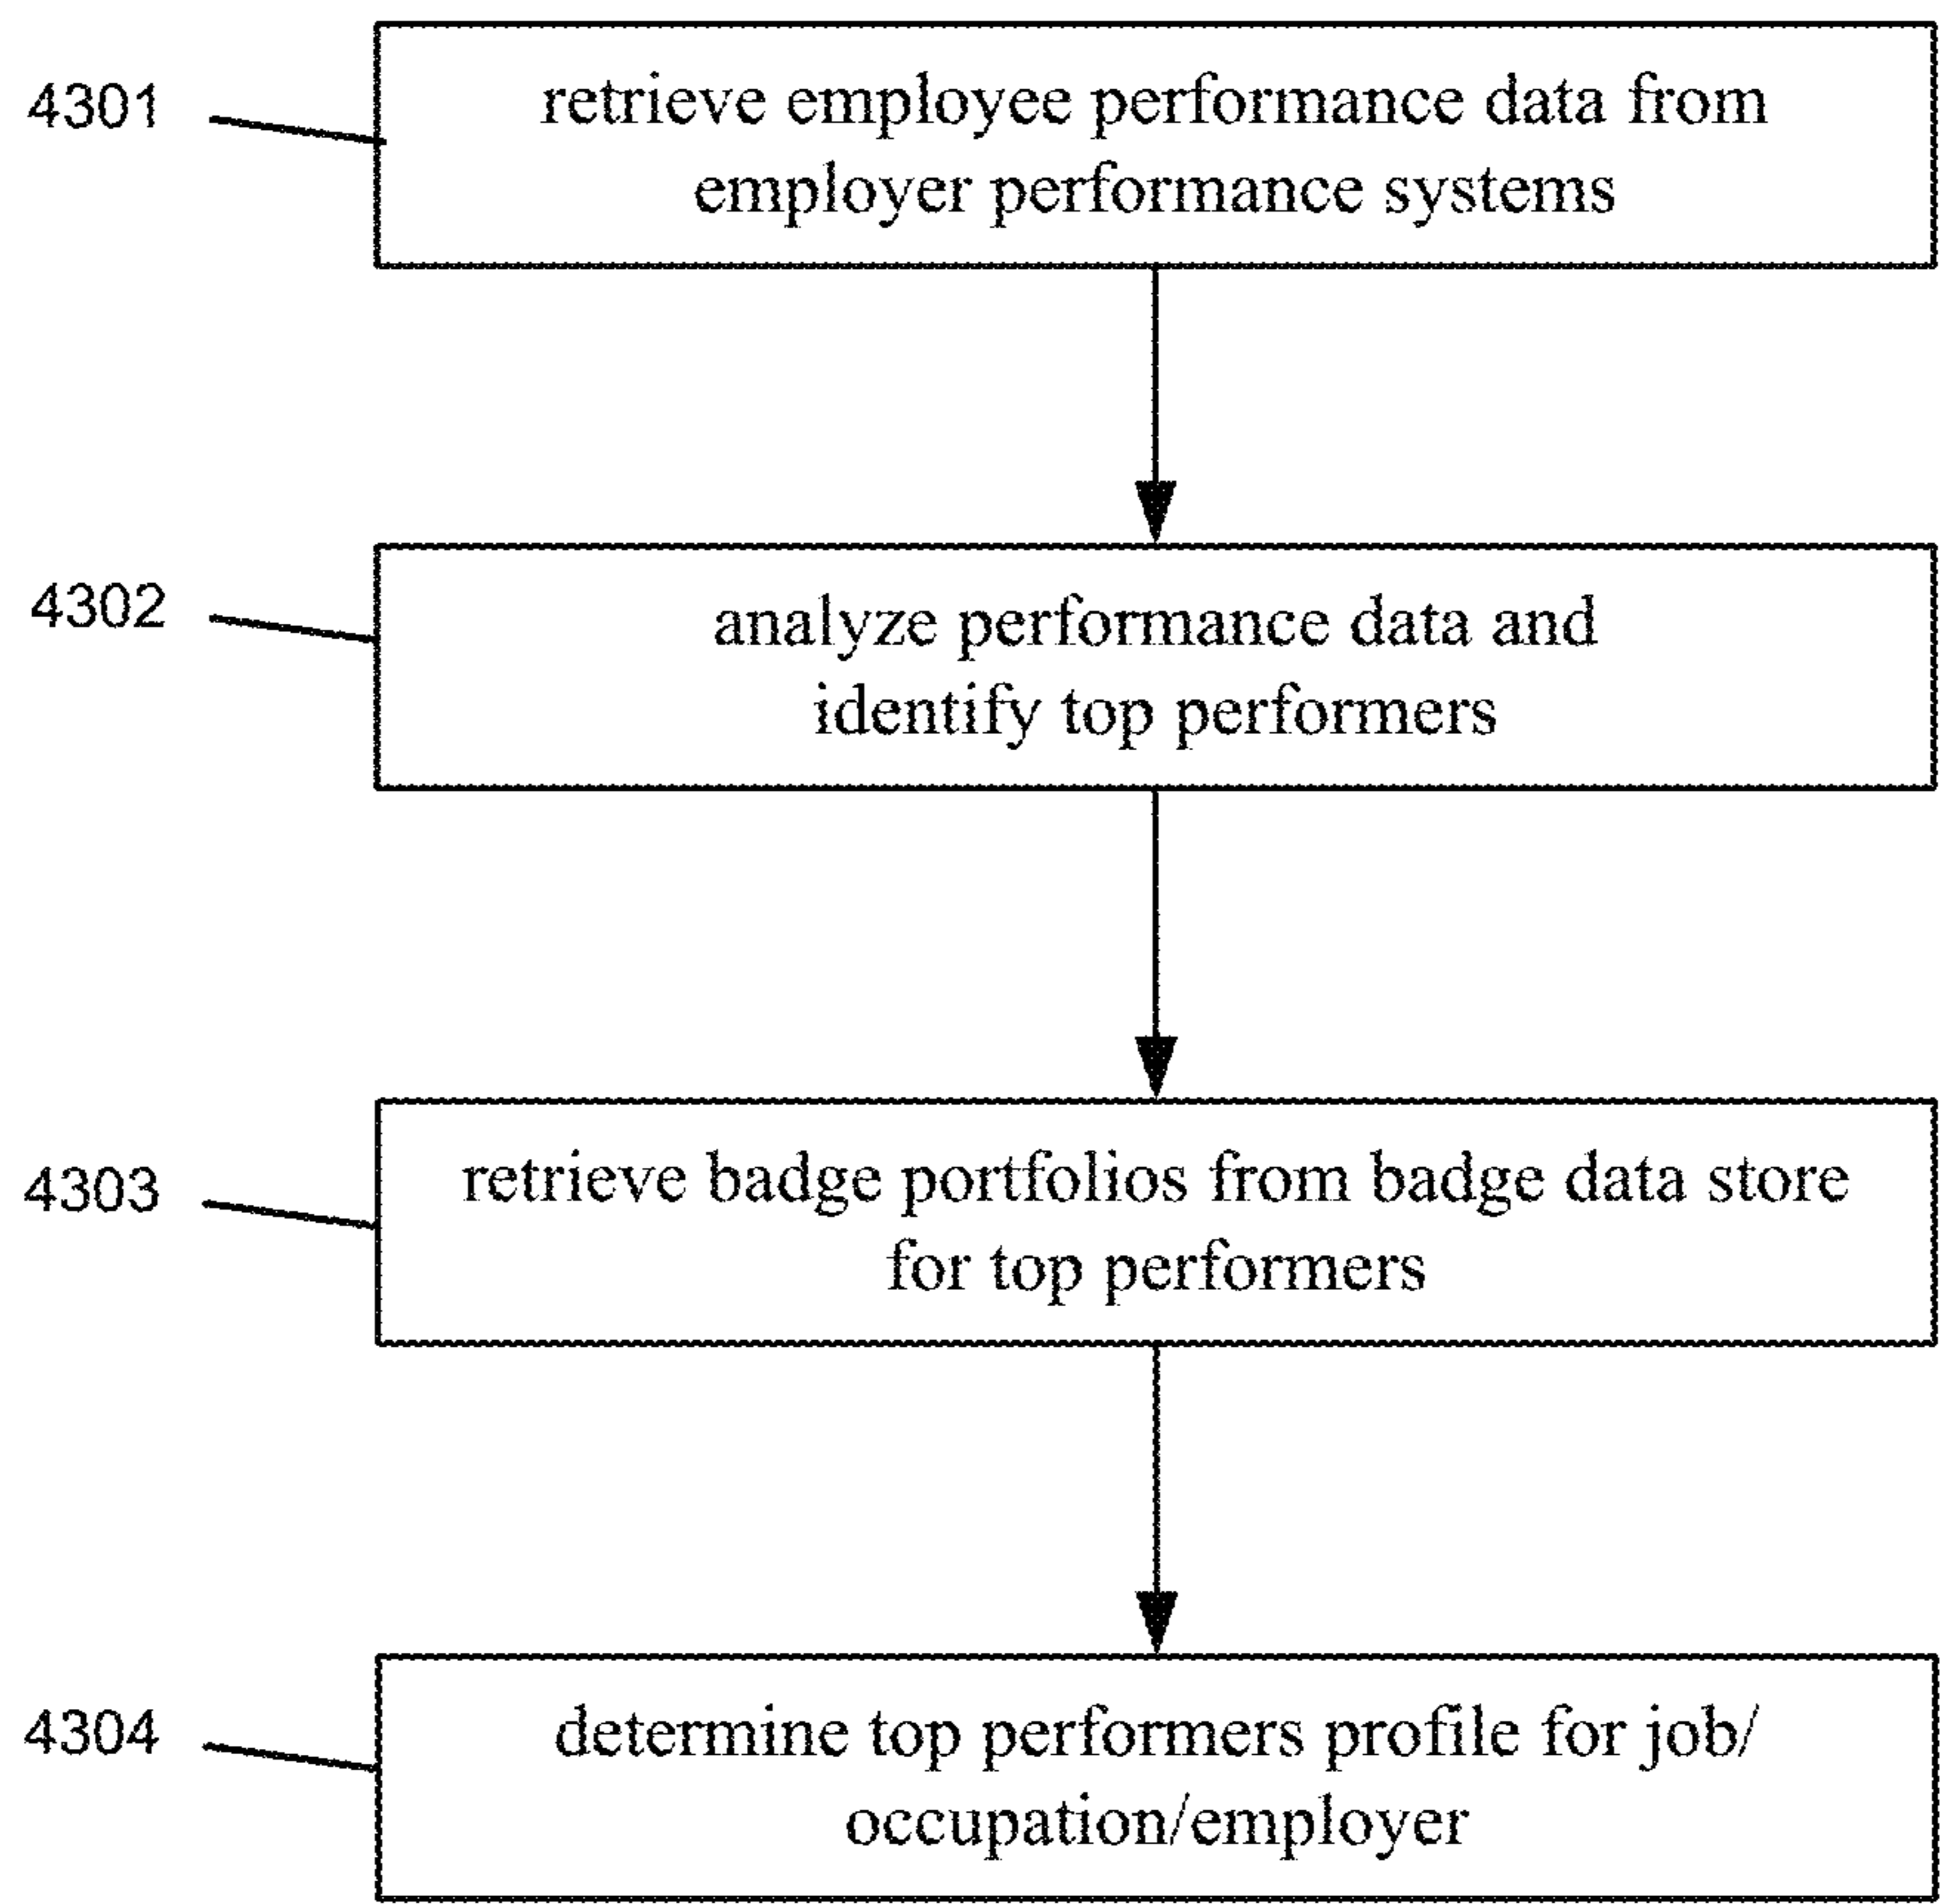 4301
retrieve employee performance data from
employer performance systems
4302
analyze performance data and
identify top performers
4303
retrieve badge portfolios from badge data store
for top performers
4304
determine top performers profile for job/
occupation/employer